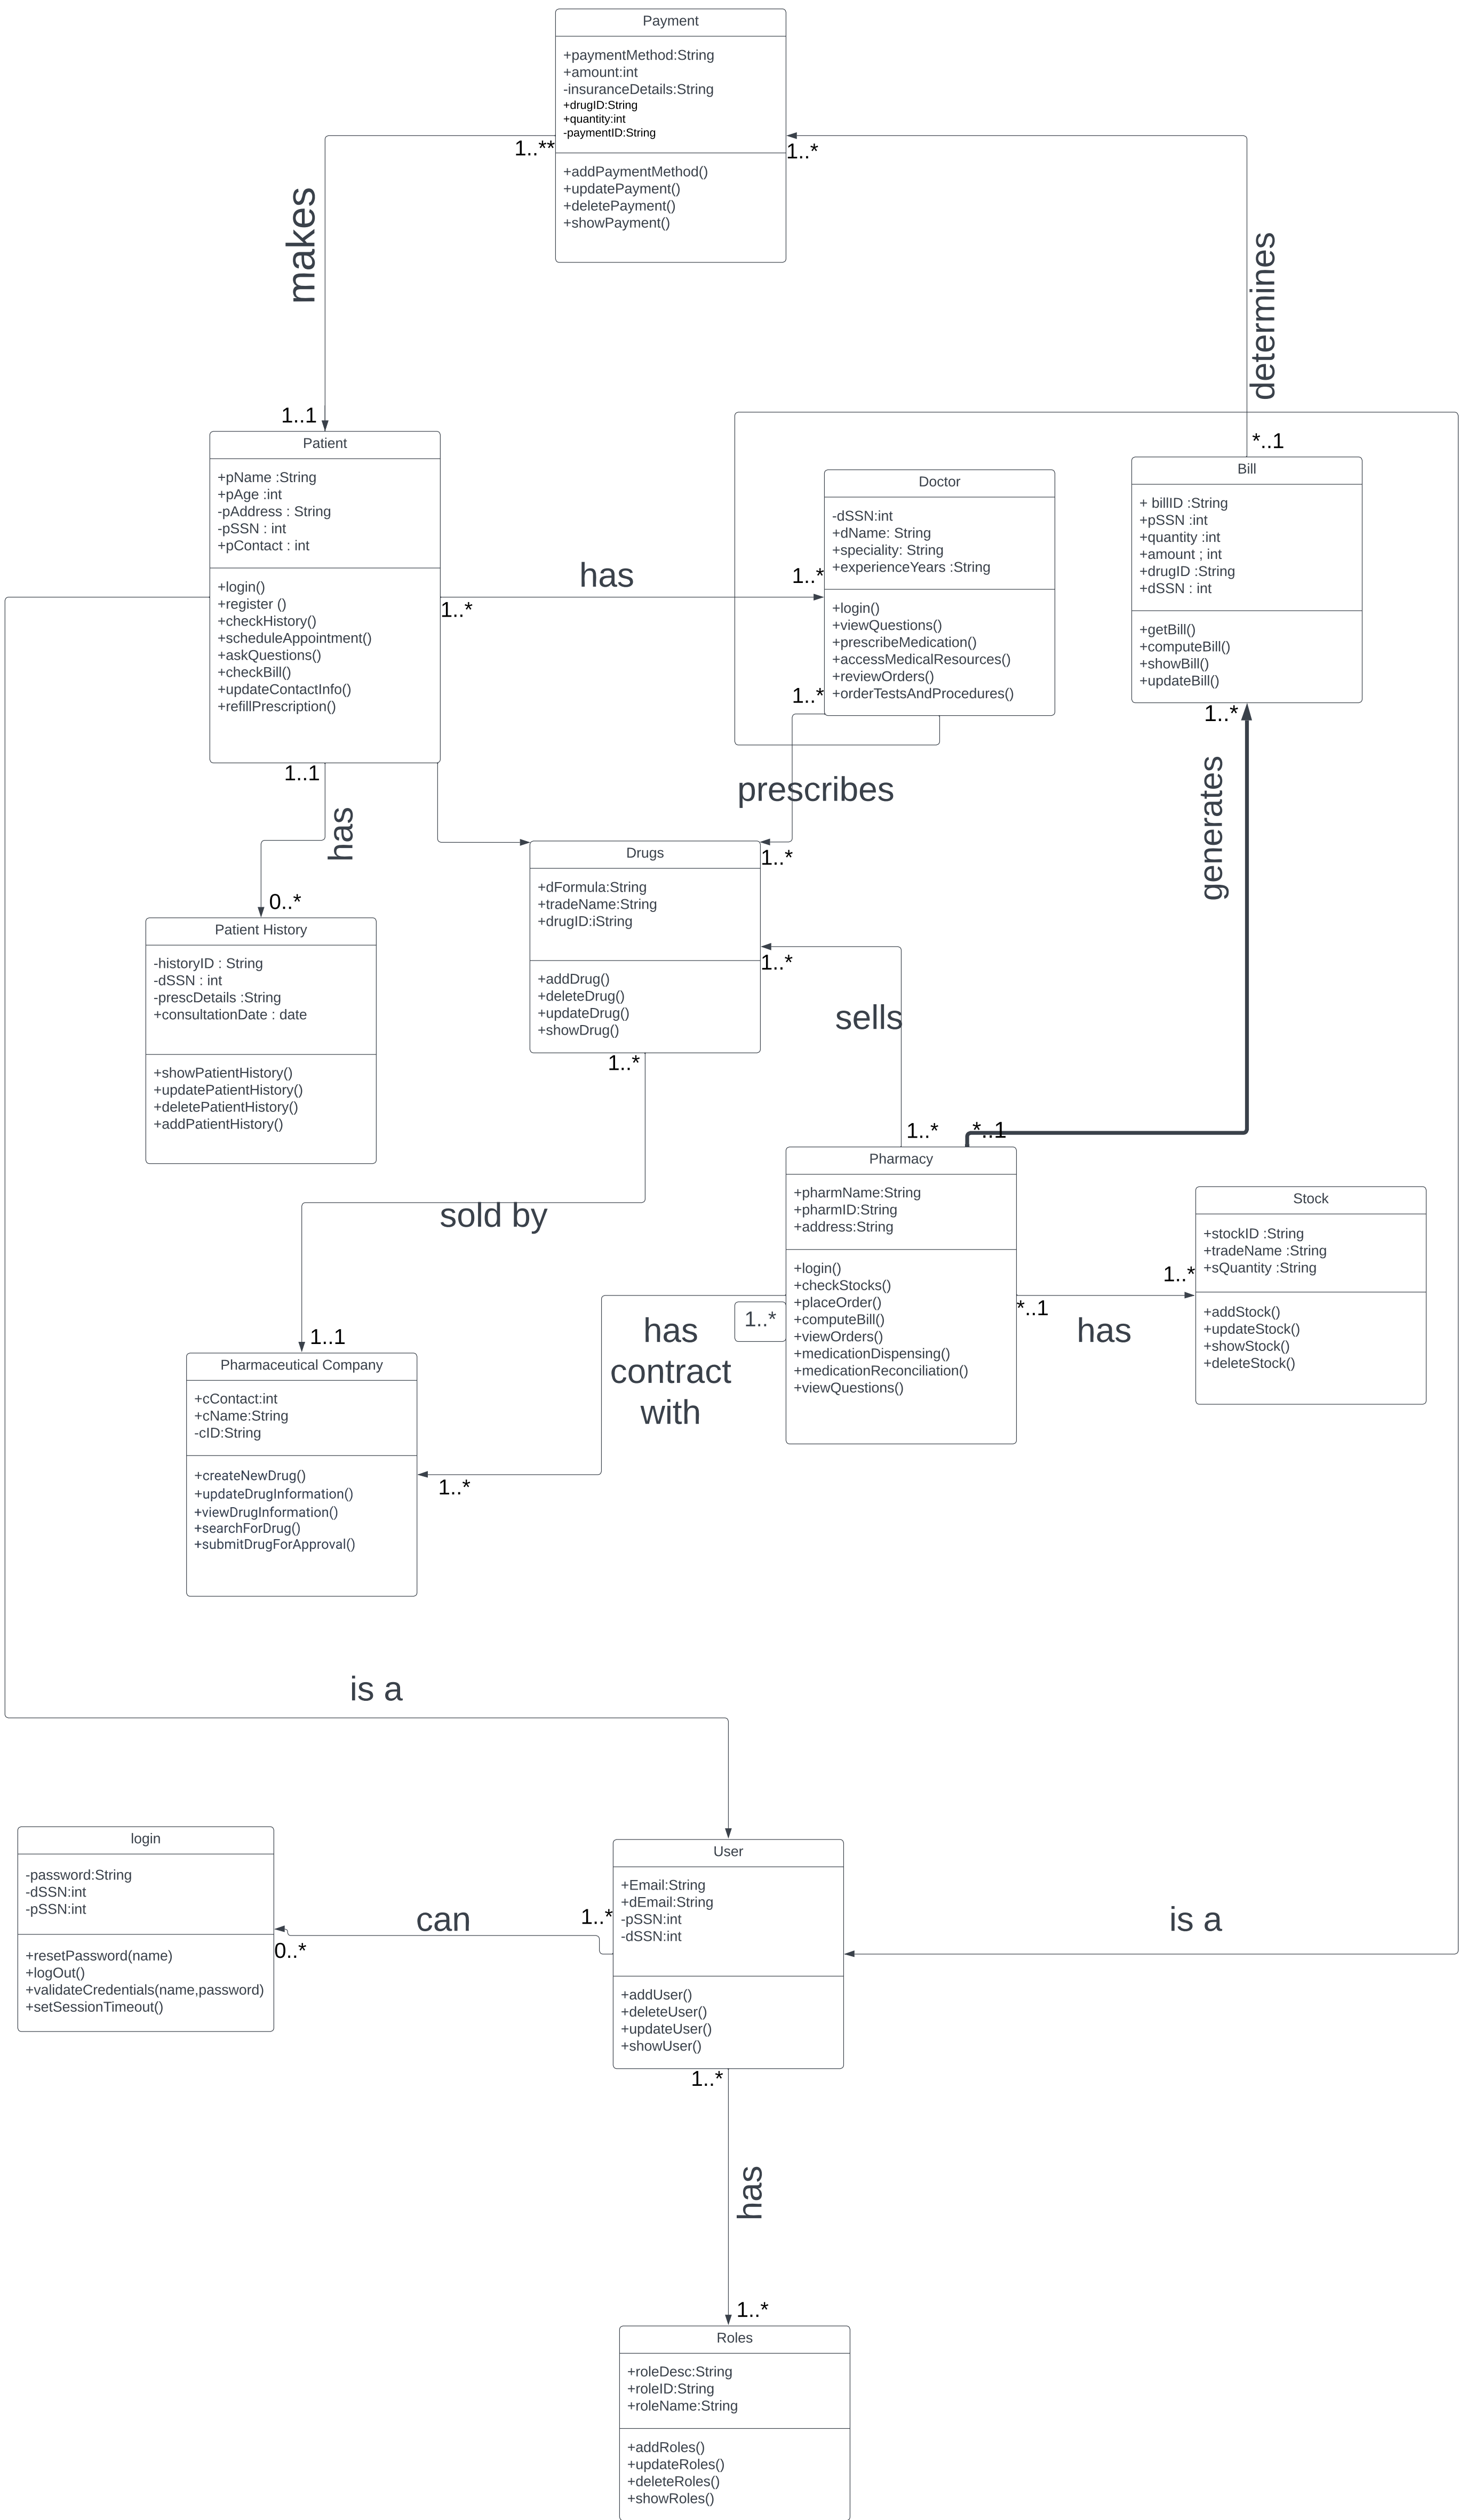 Payment
+paymentMethod:String
+amount:int
-insuranceDetails:String
+drugID:String
+quantity:int
-paymentID:String
+addPaymentMethod()
+updatePayment()
+deletePayment()
+showPayment()
1..**
1..*
makes
determines
1..1
*..1
Patient
+pName :String
+pAge :int
-pAddress : String
-pSSN : int
+pContact : int
+login()
+register ()
+checkHistory()
+scheduleAppointment()
+askQuestions()
+checkBill()
+updateContactInfo()
+refillPrescription()
has
1..*
1..*
Doctor
-dSSN:int
+dName: String
+speciality: String
+experienceYears :String
+login()
+viewQuestions()
+prescribeMedication()
+accessMedicalResources()
+reviewOrders()
+orderTestsAndProcedures()
1..*
Bill
+ billID :String
+pSSN :int
+quantity :int
+amount ; int
+drugID :String
+dSSN : int
+getBill()
+computeBill()
+showBill()
+updateBill()
1..*
1..1
has
0..*
prescribes
1..*
generates
Patient History
-historyID : String
-dSSN : int
-prescDetails :String
+consultationDate : date
+showPatientHistory()
+updatePatientHistory()
+deletePatientHistory()
+addPatientHistory()
Drugs
+dFormula:String
+tradeName:String
+drugID:iString
+addDrug()
+deleteDrug()
+updateDrug()
+showDrug()
1..*
sells
1..*
1..*
*..1
sold by
1..1
Pharmacy
+pharmName:String
+pharmID:String
+address:String
+login()
+checkStocks()
+placeOrder()
+computeBill()
+viewOrders()
+medicationDispensing()
+medicationReconciliation()
+viewQuestions()
1..*
*..1
has
1..*
Stock
+stockID :String
+tradeName :String
+sQuantity :String
+addStock()
+updateStock()
+showStock()
+deleteStock()
has
contract
with
1..*
Pharmaceutical Company
+cContact:int
+cName:String
-cID:String
+createNewDrug()
+updateDrugInformation()
+viewDrugInformation()
+searchForDrug()
+submitDrugForApproval()
is a
login
-password:String
-dSSN:int
-pSSN:int
+resetPassword(name)
+logOut()
+validateCredentials(name,password)
+setSessionTimeout()
0..*
can
1..*
User
+Email:String
+dEmail:String
-pSSN:int
-dSSN:int
+addUser()
+deleteUser()
+updateUser()
+showUser()
is a
1..*
has
1..*
Roles
+roleDesc:String
+roleID:String
+roleName:String
+addRoles()
+updateRoles()
+deleteRoles()
+showRoles()